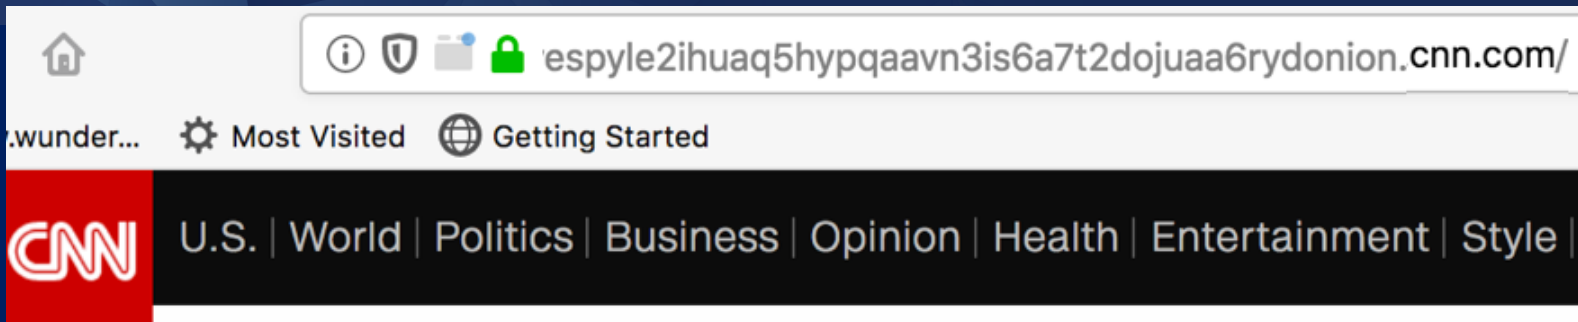 espyle2ihuaq5hypqaavn3is6a7t2dojuaa6rydonion.cnn.com/
.wunder... Most Visited Getting Started
CNN U.S. | World | Politics | Business | Opinion | Health | Entertainment | Style |